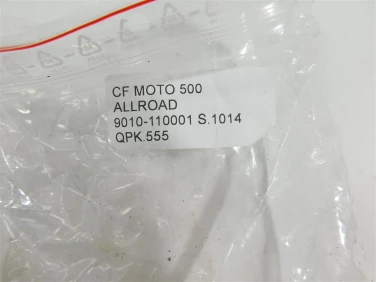 CF MOTO 500
ALLROAD
9010-110001 S.1014
QPK.555